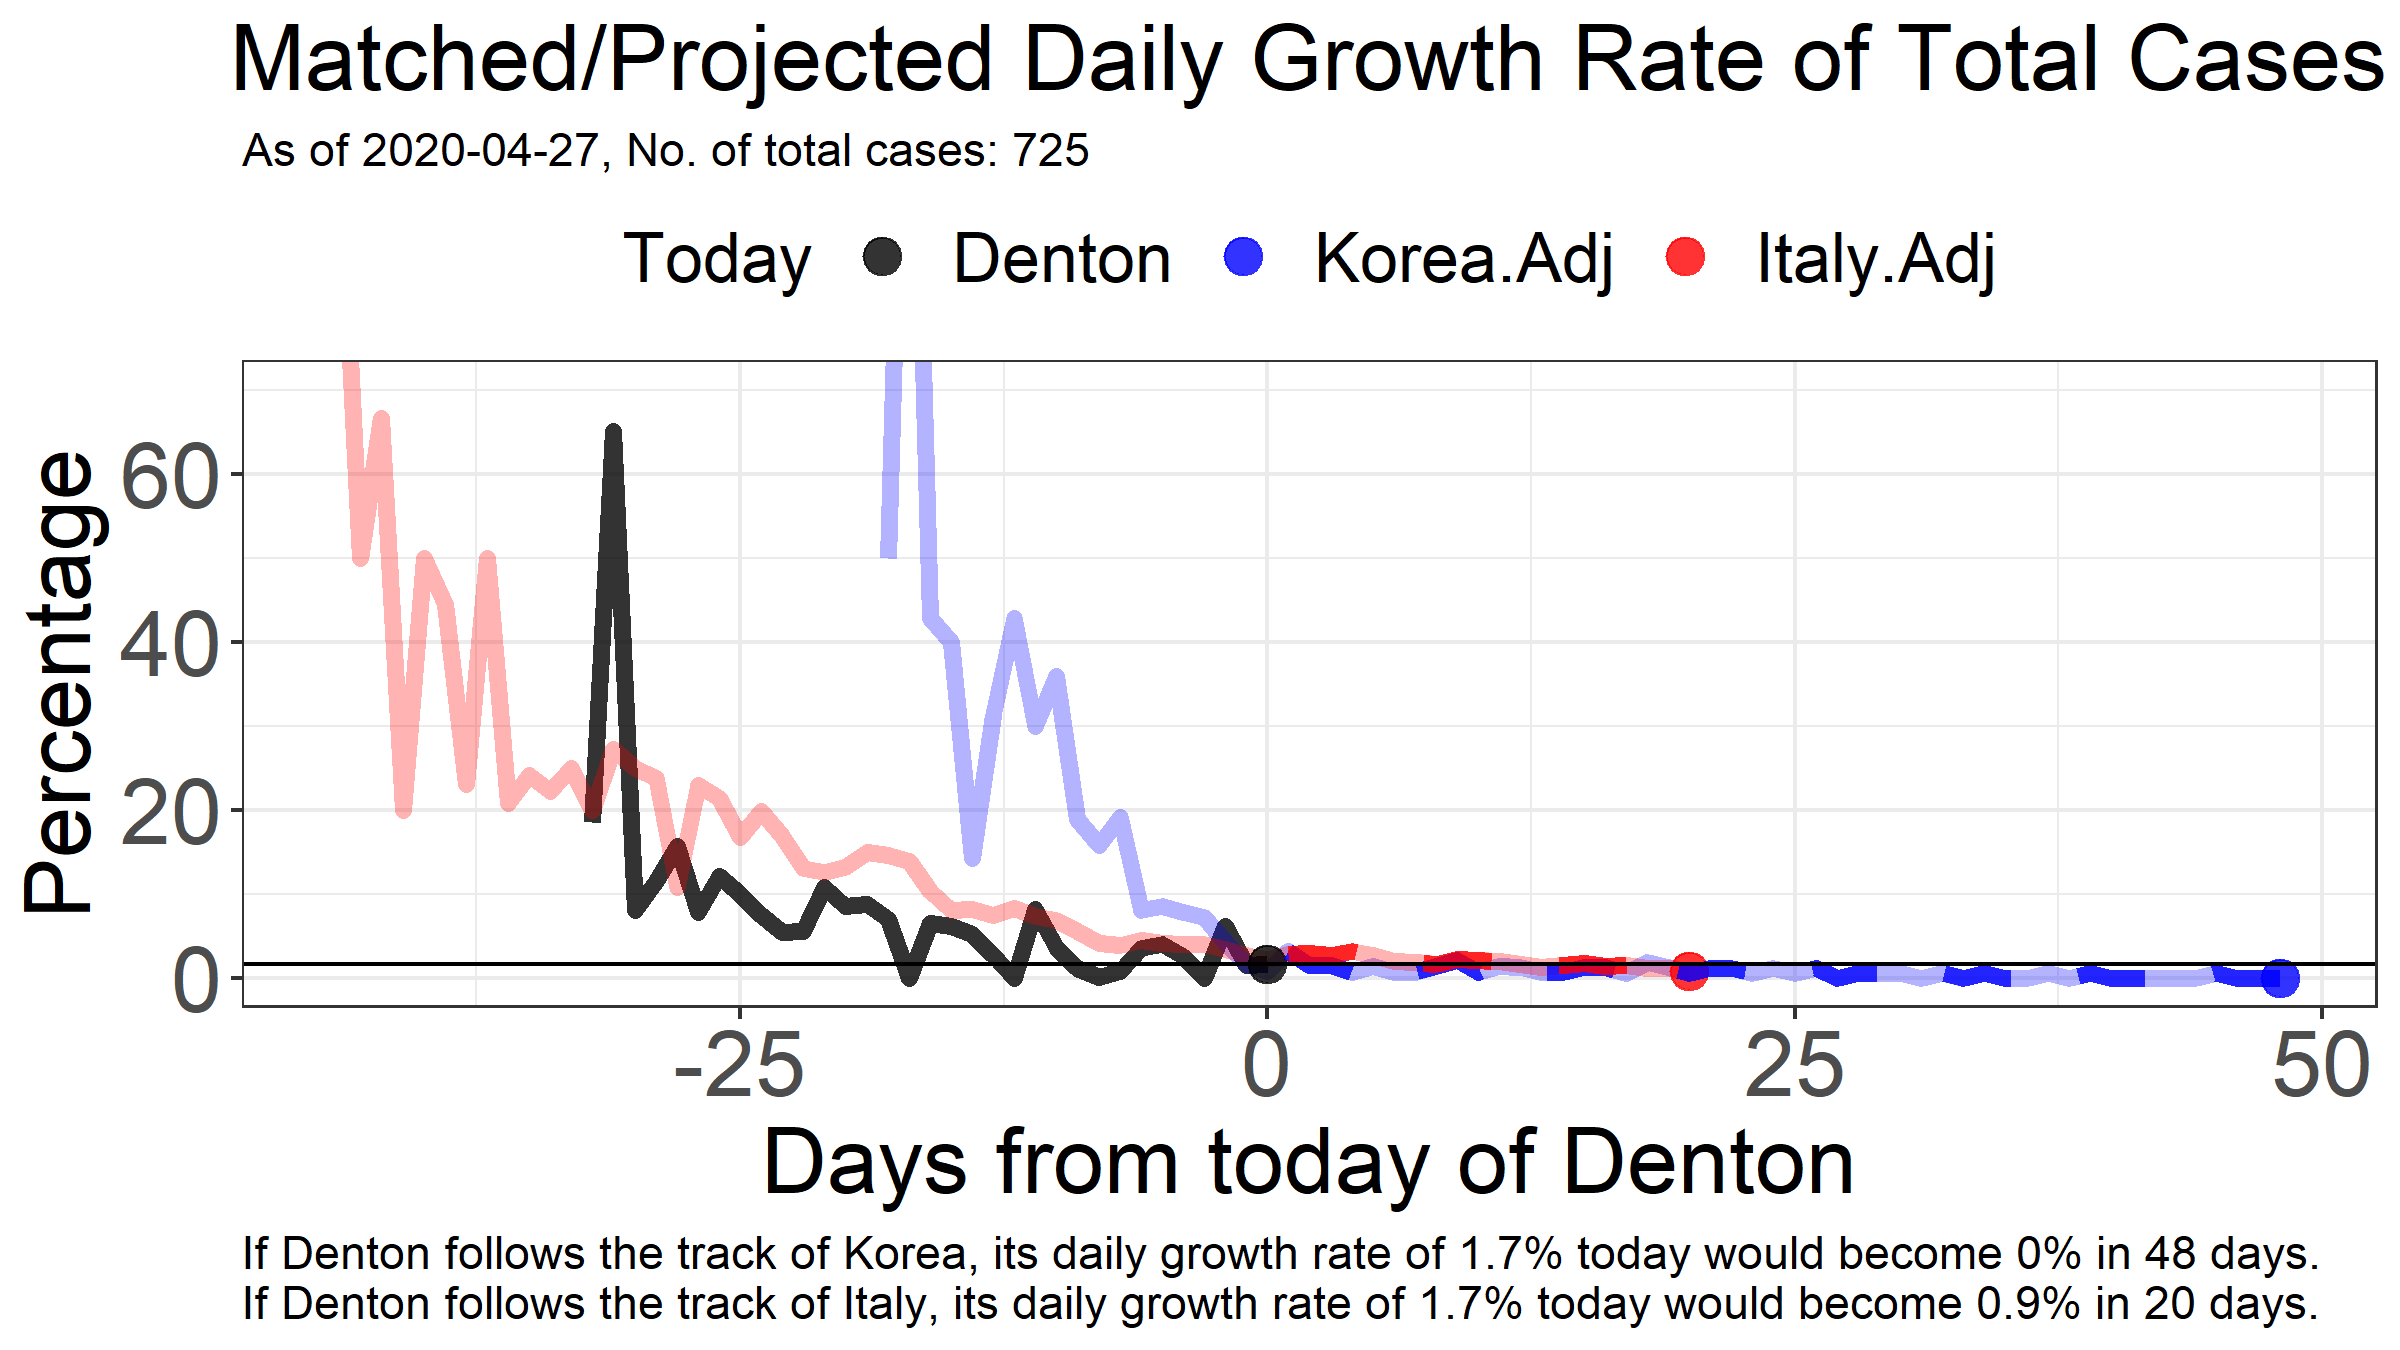 Matched/Projected Daily Growth Rate of Total Cases
As of 2020-04-27, No. of total cases: 725
Today Denton Korea.Adj Italy.Adj
Percentage
60
40
20
0
-25 0 25 50
Days from today of Denton
If Denton follows the track of Korea, its daily growth rate of 1.7% today would become 0% in 48 days.
If Denton follows the track of Italy, its daily growth rate of 1.7% today would become 0.9% in 20 days.